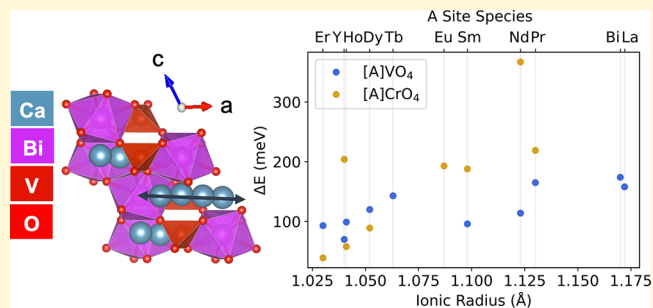 Ca
Bi
V
O
c
a
A Site Species
Er Y Ho Dy Tb Eu Sm Nd Pr Bi La
[A]VO₄
[A]CrO₄
ΔE (meV)
300
200
100
1.025 1.050 1.075 1.100 1.125 1.150 1.175
Ionic Radius (Å)